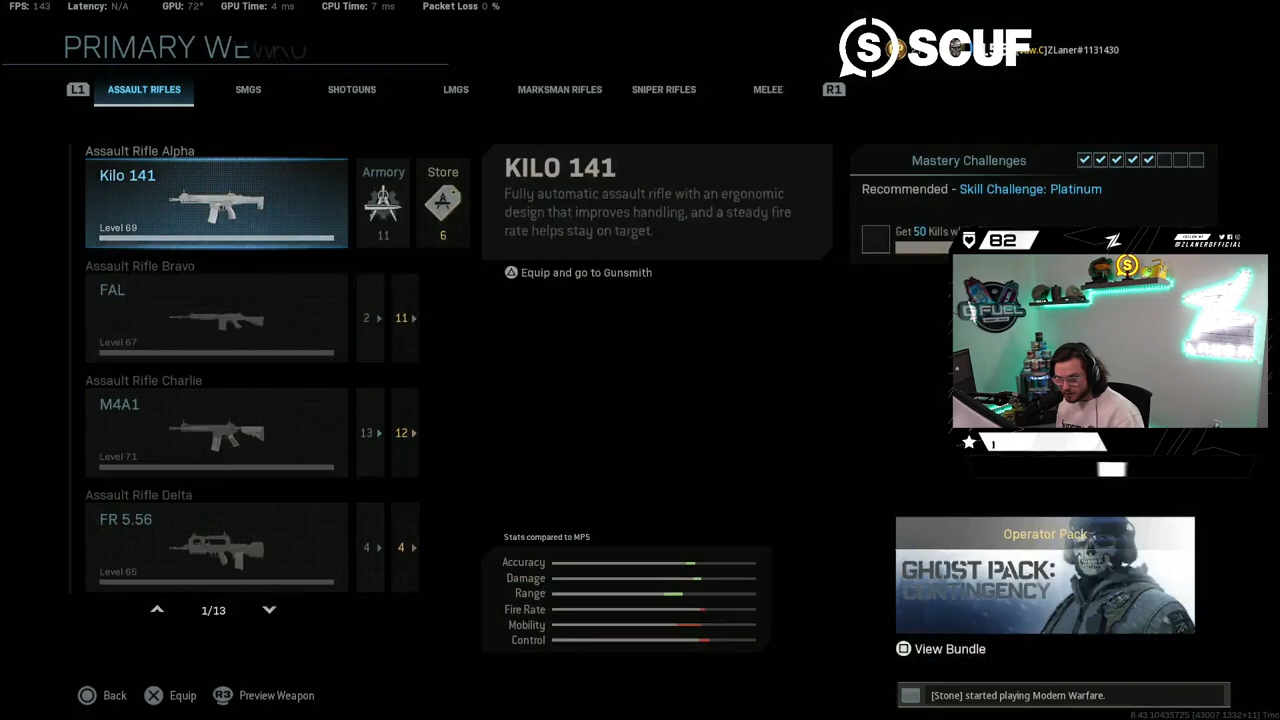 FPS: 143 Latency: N/A GPU: 72° GPU Time: 4 ms CPU Time: 7 ms Packet Loss 0 %
PRIMARY
SCUF
ZLaner#1131430
L1 ASSAULT RIFLES SMGS SHOTGUNS LMGS MARKSMAN RIFLES SNIPER RIFLES MELEE R1
Assault Rifle Alpha
Kilo 141
Level 69
Armory
11
Store
6
Assault Rifle Bravo
FAL
Level 67
2 11
Assault Rifle Charlie
M4A1
Level 71
13 12
Assault Rifle Delta
FR 5.56
Level 65
4 4
1/13
KILO 141
Fully automatic assault rifle with an ergonomic
design that improves handling, and a steady fire
rate helps stay on target.
Equip and go to Gunsmith
Mastery Challenges
Recommended - Skill Challenge: Platinum
Get 50 Kills w
82
FOLLOW ME
@ZLANEROFFICIAL
G FUEL
Stats compared to MP5
Accuracy
Damage
Range
Fire Rate
Mobility
Control
Operator Pack
GHOST PACK:
CONTINGENCY
View Bundle
Back Equip R3 Preview Weapon
[Stone] started playing Modern Warfare.